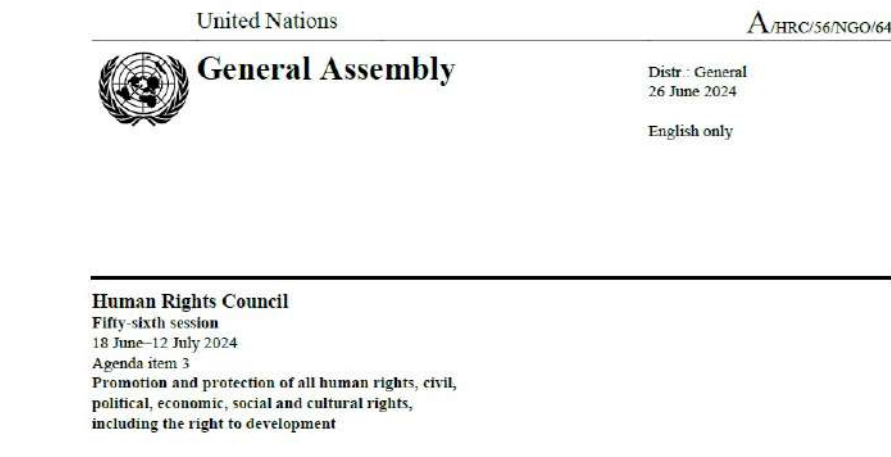 United Nations
A/HRC/56/NGO/64
General Assembly
Distr.: General
26 June 2024
English only
Human Rights Council
Fifty-sixth session
18 June–12 July 2024
Agenda item 3
Promotion and protection of all human rights, civil,
political, economic, social and cultural rights,
including the right to development